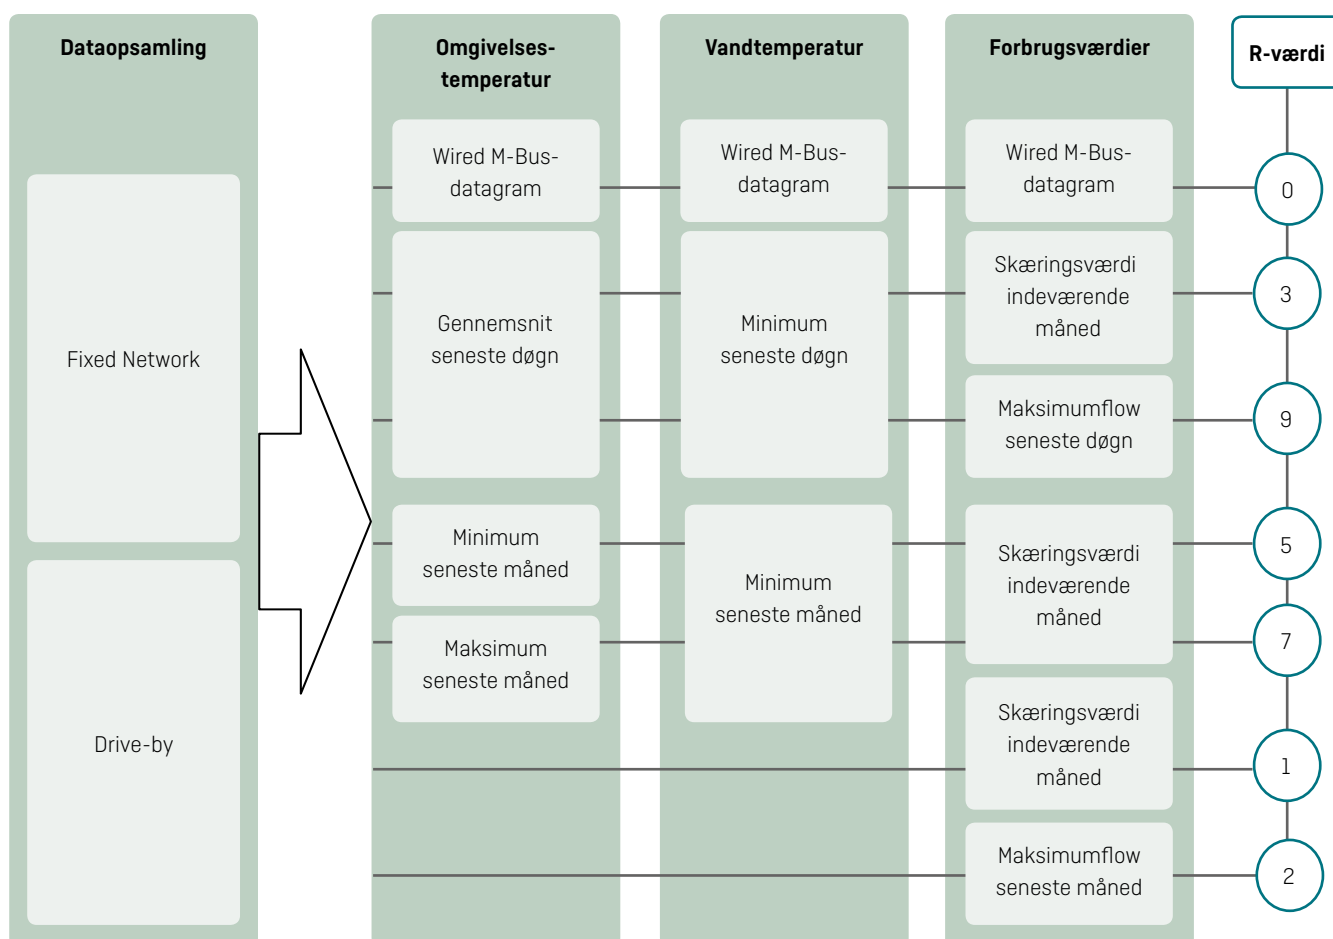 Dataopsamling
Fixed Network
Drive-by
Omgivelses-
temperatur
Wired M-Bus-
datagram
Gennemsnit
seneste døgn
Minimum
seneste måned
Maksimum
seneste måned
Vandtemperatur
Wired M-Bus-
datagram
Minimum
seneste døgn
Minimum
seneste måned
Forbrugsværdier
Wired M-Bus-
datagram
Skæringsværdi
indeværende
måned
Maksimumflow
seneste døgn
Skæringsværdi
indeværende
måned
Skæringsværdi
indeværende
måned
Maksimumflow
seneste måned
R-værdi
0
3
9
5
7
1
2